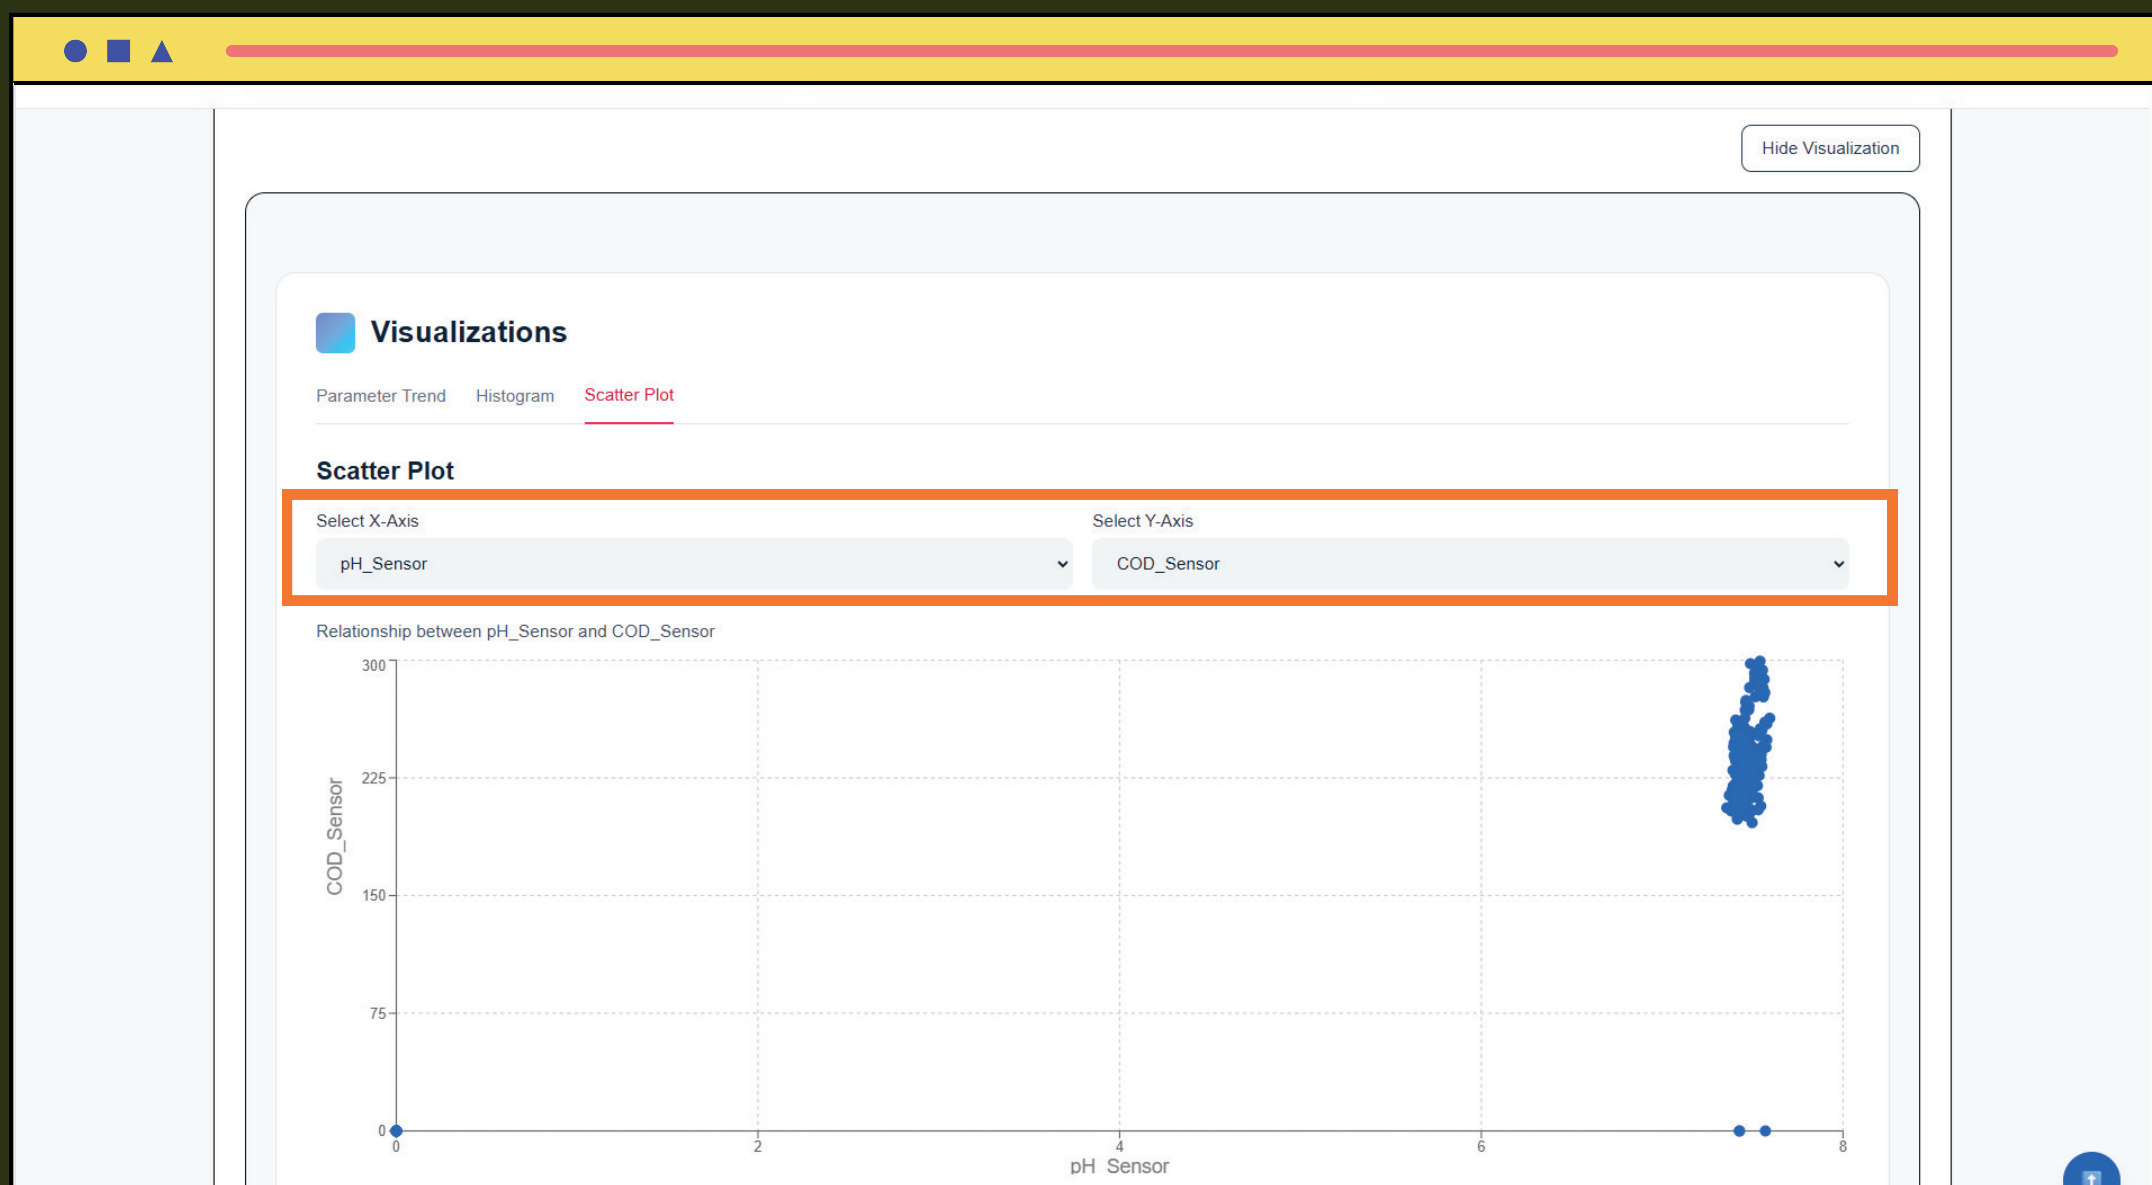 Hide Visualization
Visualizations
Parameter Trend Histogram Scatter Plot
Scatter Plot
Select X-Axis Select Y-Axis
pH_Sensor COD_Sensor
Relationship between pH_Sensor and COD_Sensor
300
225
150
75
0
COD_Sensor
0 2 4 6 8
pH_Sensor